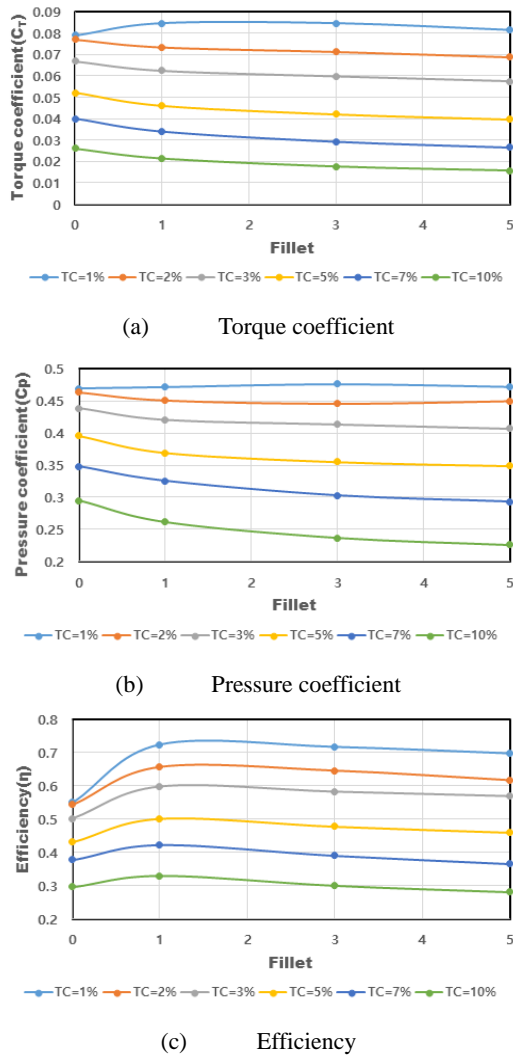 Torque coefficient(CT)
0.09
0.08
0.07
0.06
0.05
0.04
0.03
0.02
0.01
0
0 1 2 3 4 5
Fillet
TC=1% TC=2% TC=3% TC=5% TC=7% TC=10%
(a) Torque coefficient
Pressure coefficient(Cp)
0.5
0.45
0.4
0.35
0.3
0.25
0.2
0 1 2 3 4 5
Fillet
TC=1% TC=2% TC=3% TC=5% TC=7% TC=10%
(b) Pressure coefficient
Efficiency(η)
0.8
0.7
0.6
0.5
0.4
0.3
0.2
0 1 2 3 4 5
Fillet
TC=1% TC=2% TC=3% TC=5% TC=7% TC=10%
(c) Efficiency